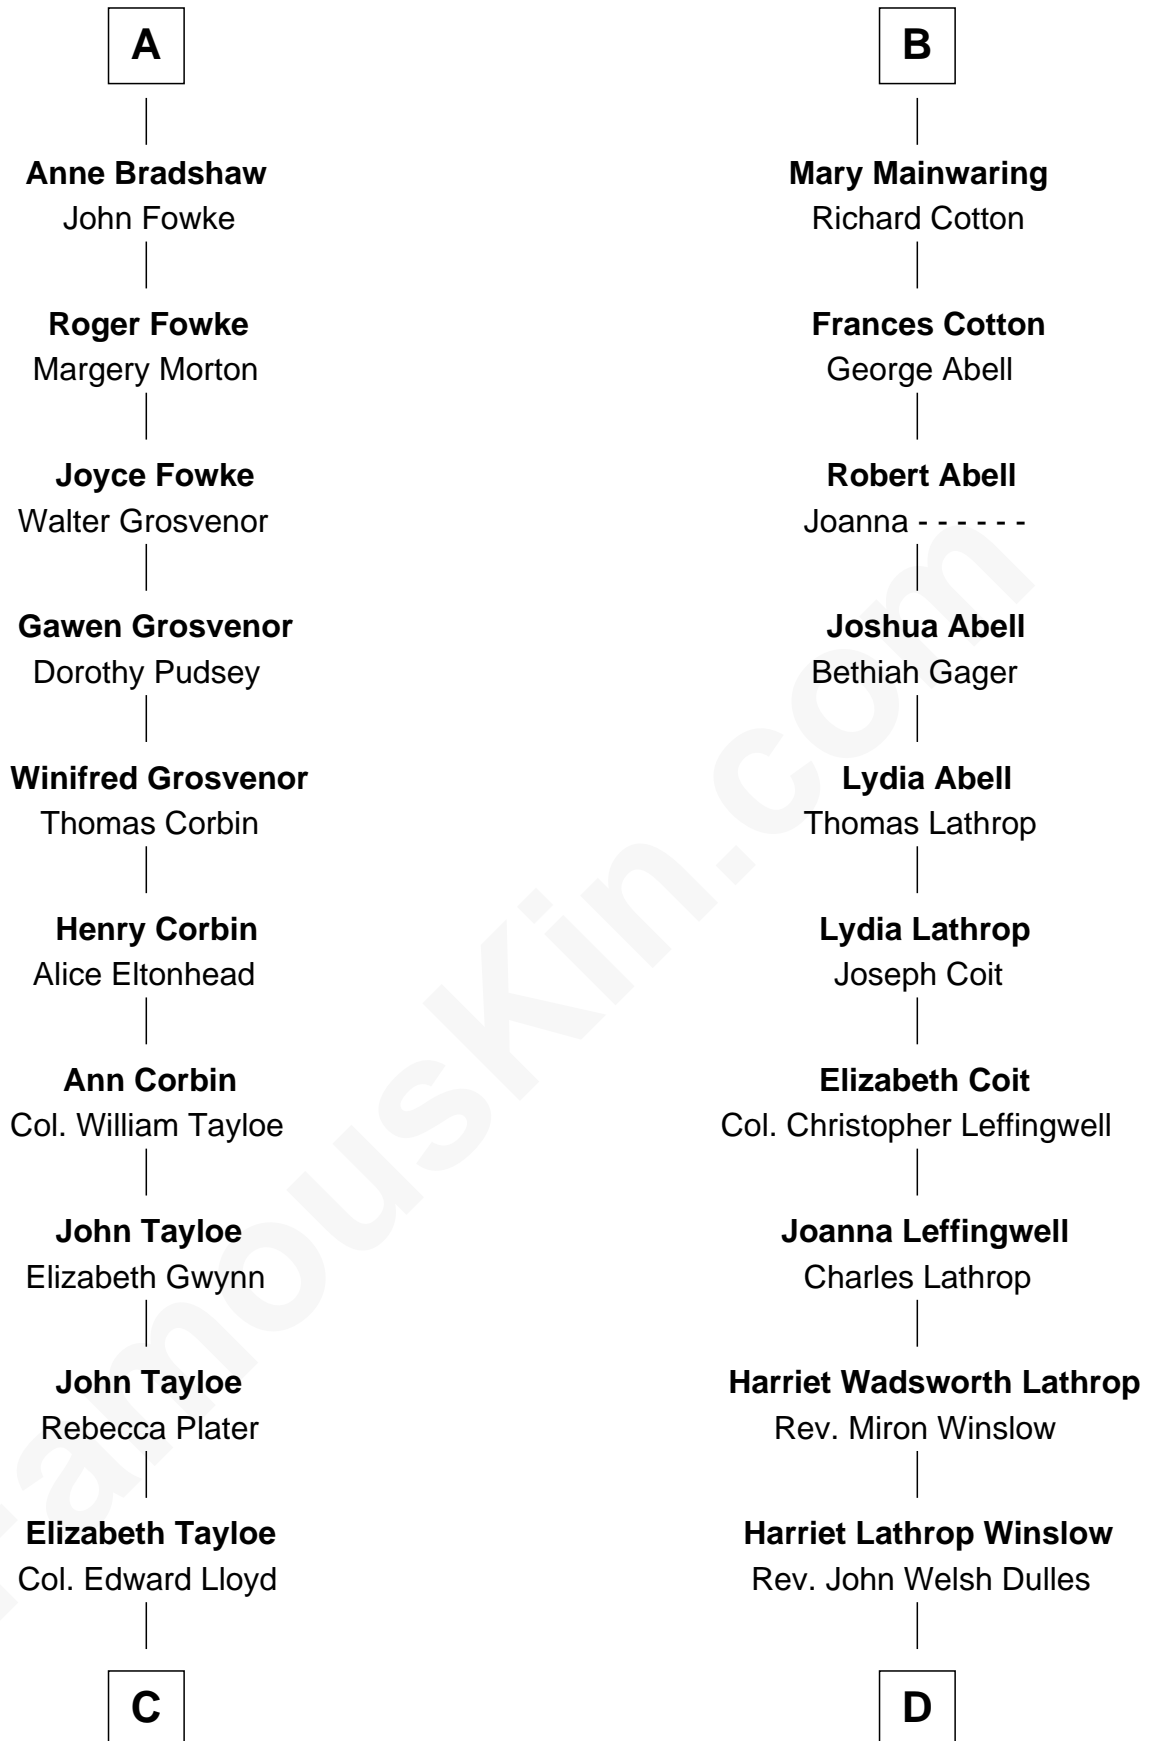 A
Anne Bradshaw
John Fowke
Roger Fowke
Margery Morton
Joyce Fowke
Walter Grosvenor
Gawen Grosvenor
Dorothy Pudsey
Winifred Grosvenor
Thomas Corbin
Henry Corbin
Alice Eltonhead
Ann Corbin
Col. William Tayloe
John Tayloe
Elizabeth Gwynn
John Tayloe
Rebecca Plater
Elizabeth Tayloe
Col. Edward Lloyd
C
B
Mary Mainwaring
Richard Cotton
Frances Cotton
George Abell
Robert Abell
Joanna - - - - - -
Joshua Abell
Bethiah Gager
Lydia Abell
Thomas Lathrop
Lydia Lathrop
Joseph Coit
Elizabeth Coit
Col. Christopher Leffingwell
Joanna Leffingwell
Charles Lathrop
Harriet Wadsworth Lathrop
Rev. Miron Winslow
Harriet Lathrop Winslow
Rev. John Welsh Dulles
D
FamousKin.com